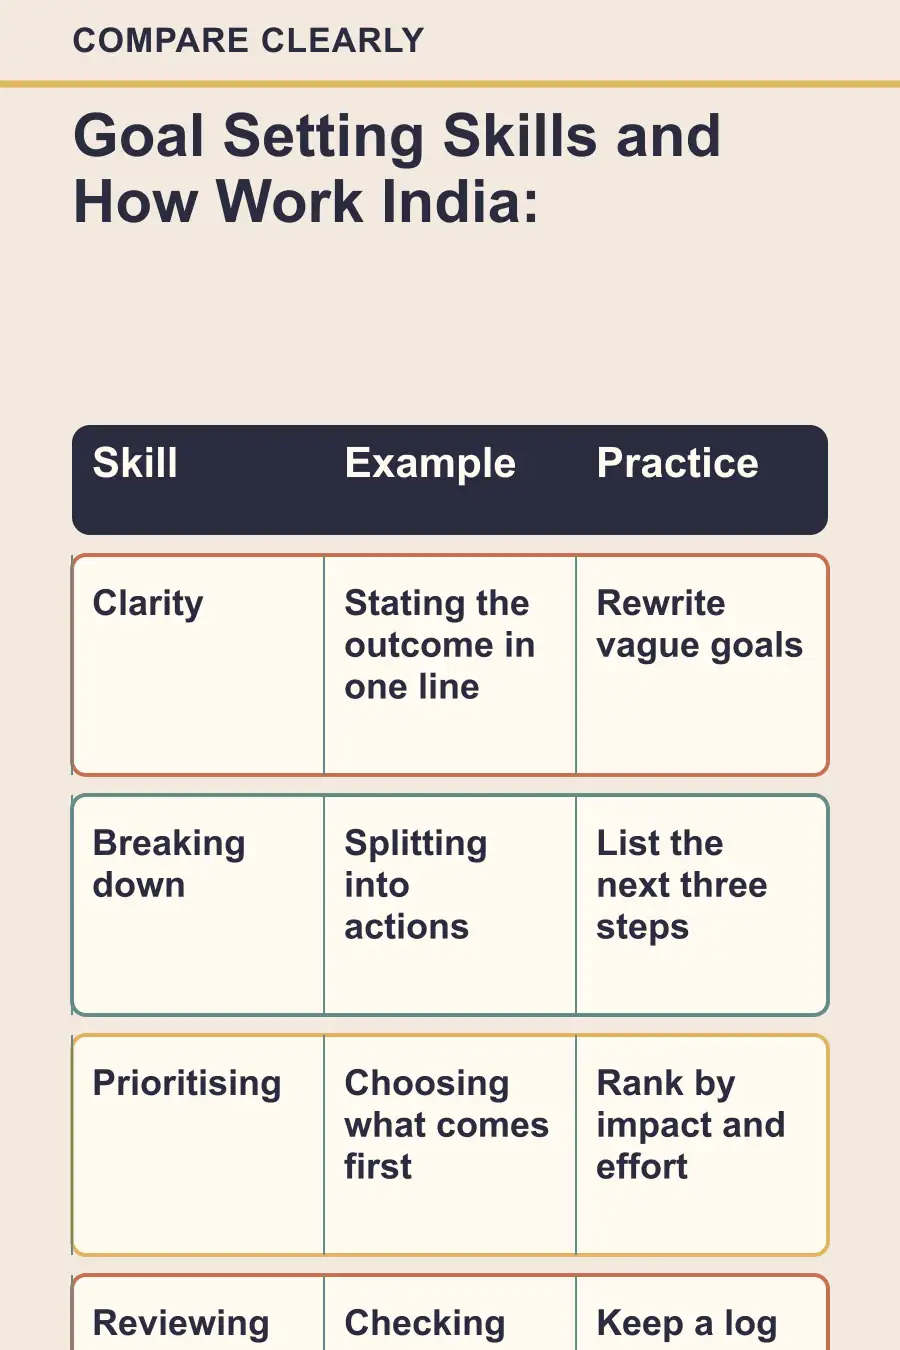 COMPARE CLEARLY
Goal Setting Skills and
How Work India:
Skill Example Practice
Clarity
Stating the
outcome in
one line
Rewrite
vague goals
Breaking
down
Splitting
into
actions
List the
next three
steps
Prioritising
Choosing
what comes
first
Rank by
impact and
effort
Reviewing
Checking
Keep a log